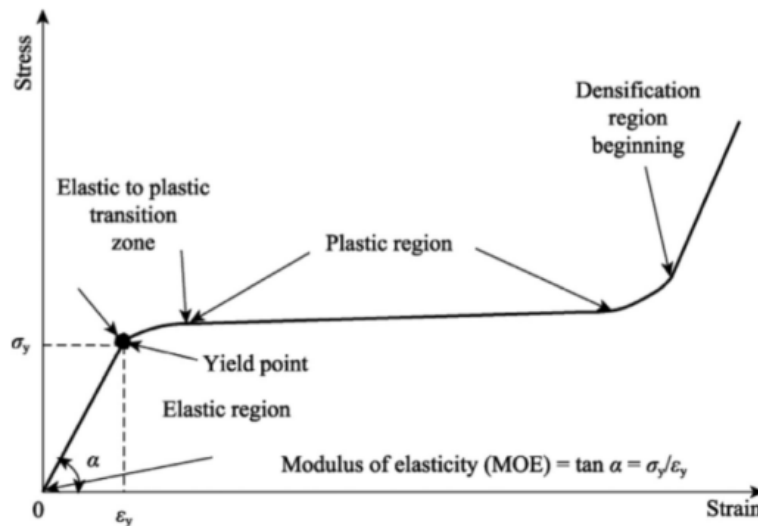 Stress
Densification
region
beginning
Elastic to plastic
transition
zone
Plastic region
σy
Yield point
Elastic region
α
Modulus of elasticity (MOE) = tan α = σy/εy
0
εy
Strain